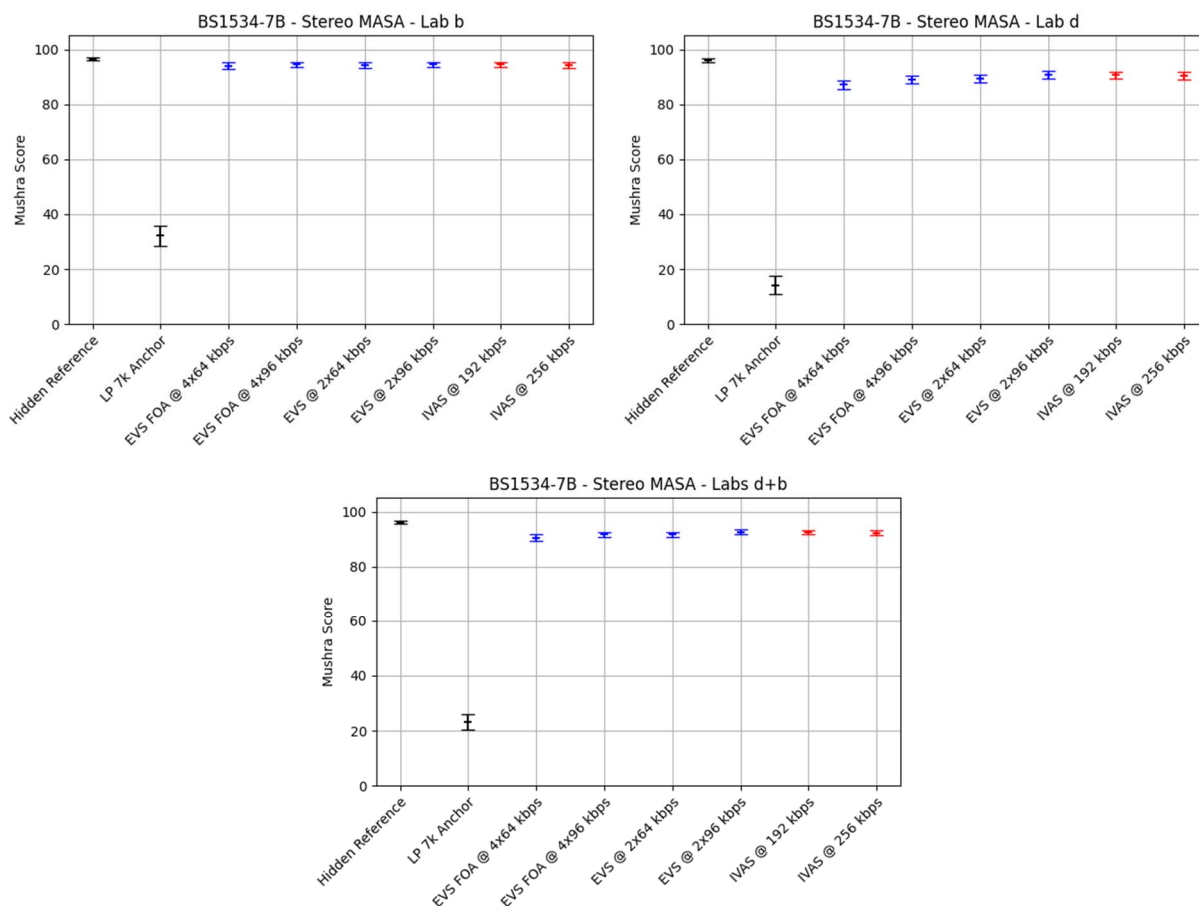 BS1534-7B - Stereo MASA - Lab b
Mushra Score
100
80
60
40
20
0
Hidden Reference
LP 7k Anchor
EVS FOA @ 4x64 kbps
EVS FOA @ 4x96 kbps
EVS @ 2x64 kbps
EVS @ 2x96 kbps
IVAS @ 192 kbps
IVAS @ 256 kbps
BS1534-7B - Stereo MASA - Lab d
Mushra Score
100
80
60
40
20
0
Hidden Reference
LP 7k Anchor
EVS FOA @ 4x64 kbps
EVS FOA @ 4x96 kbps
EVS @ 2x64 kbps
EVS @ 2x96 kbps
IVAS @ 192 kbps
IVAS @ 256 kbps
BS1534-7B - Stereo MASA - Labs d+b
Mushra Score
100
80
60
40
20
0
Hidden Reference
LP 7k Anchor
EVS FOA @ 4x64 kbps
EVS FOA @ 4x96 kbps
EVS @ 2x64 kbps
EVS @ 2x96 kbps
IVAS @ 192 kbps
IVAS @ 256 kbps